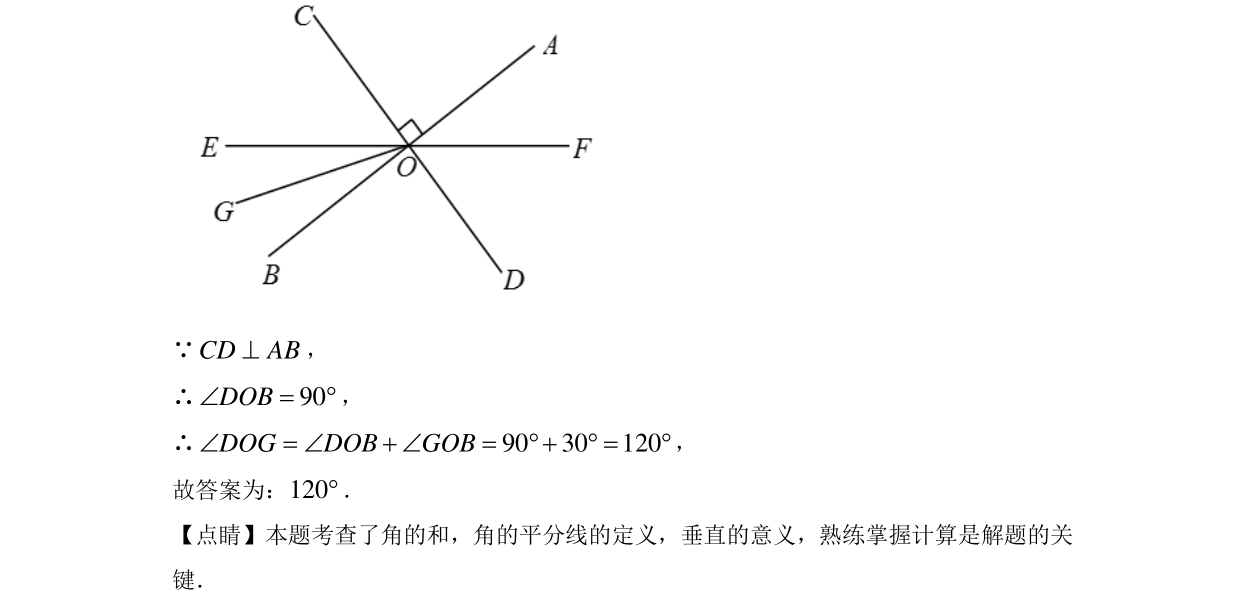 C
A
E
F
O
G
B
D
∵ CD ⊥ AB，
∴ ∠DOB = 90°，
∴ ∠DOG = ∠DOB + ∠GOB = 90° + 30° = 120°，
故答案为：120°．
【点睛】本题考查了角的和，角的平分线的定义，垂直的意义，熟练掌握计算是解题的关
键．